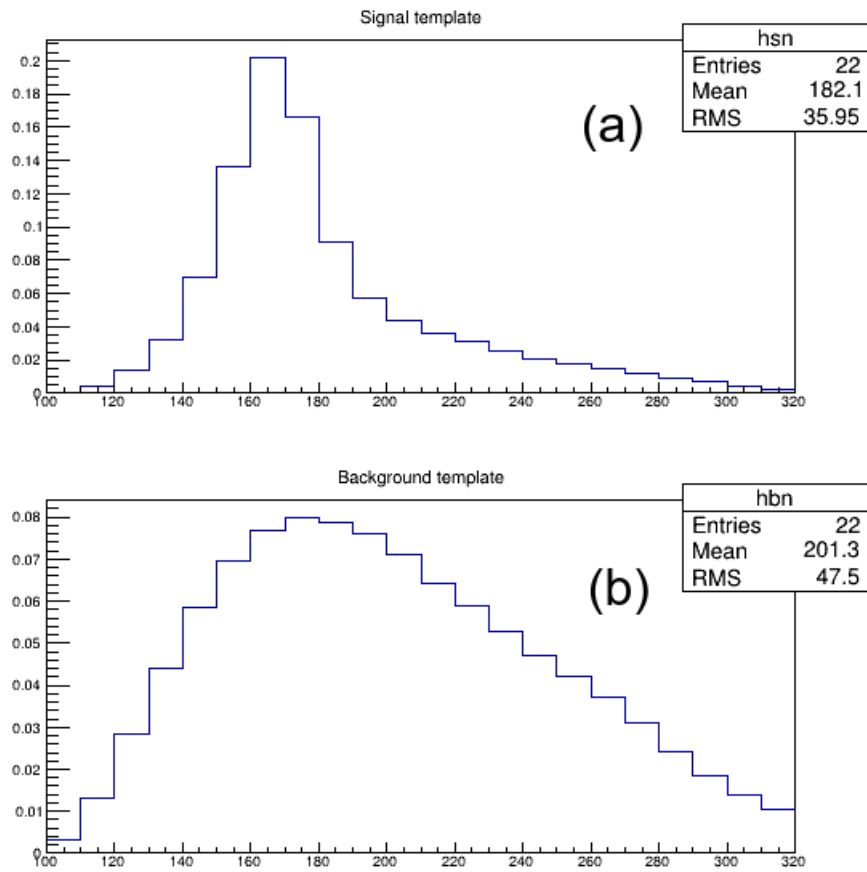 Signal template
hsn
Entries 22
Mean 182.1
RMS 35.95
(a)
0.2
0.18
0.16
0.14
0.12
0.1
0.08
0.06
0.04
0.02
0
100 120 140 160 180 200 220 240 260 280 300 320
Background template
hbn
Entries 22
Mean 201.3
RMS 47.5
(b)
0.08
0.07
0.06
0.05
0.04
0.03
0.02
0.01
0
100 120 140 160 180 200 220 240 260 280 300 320